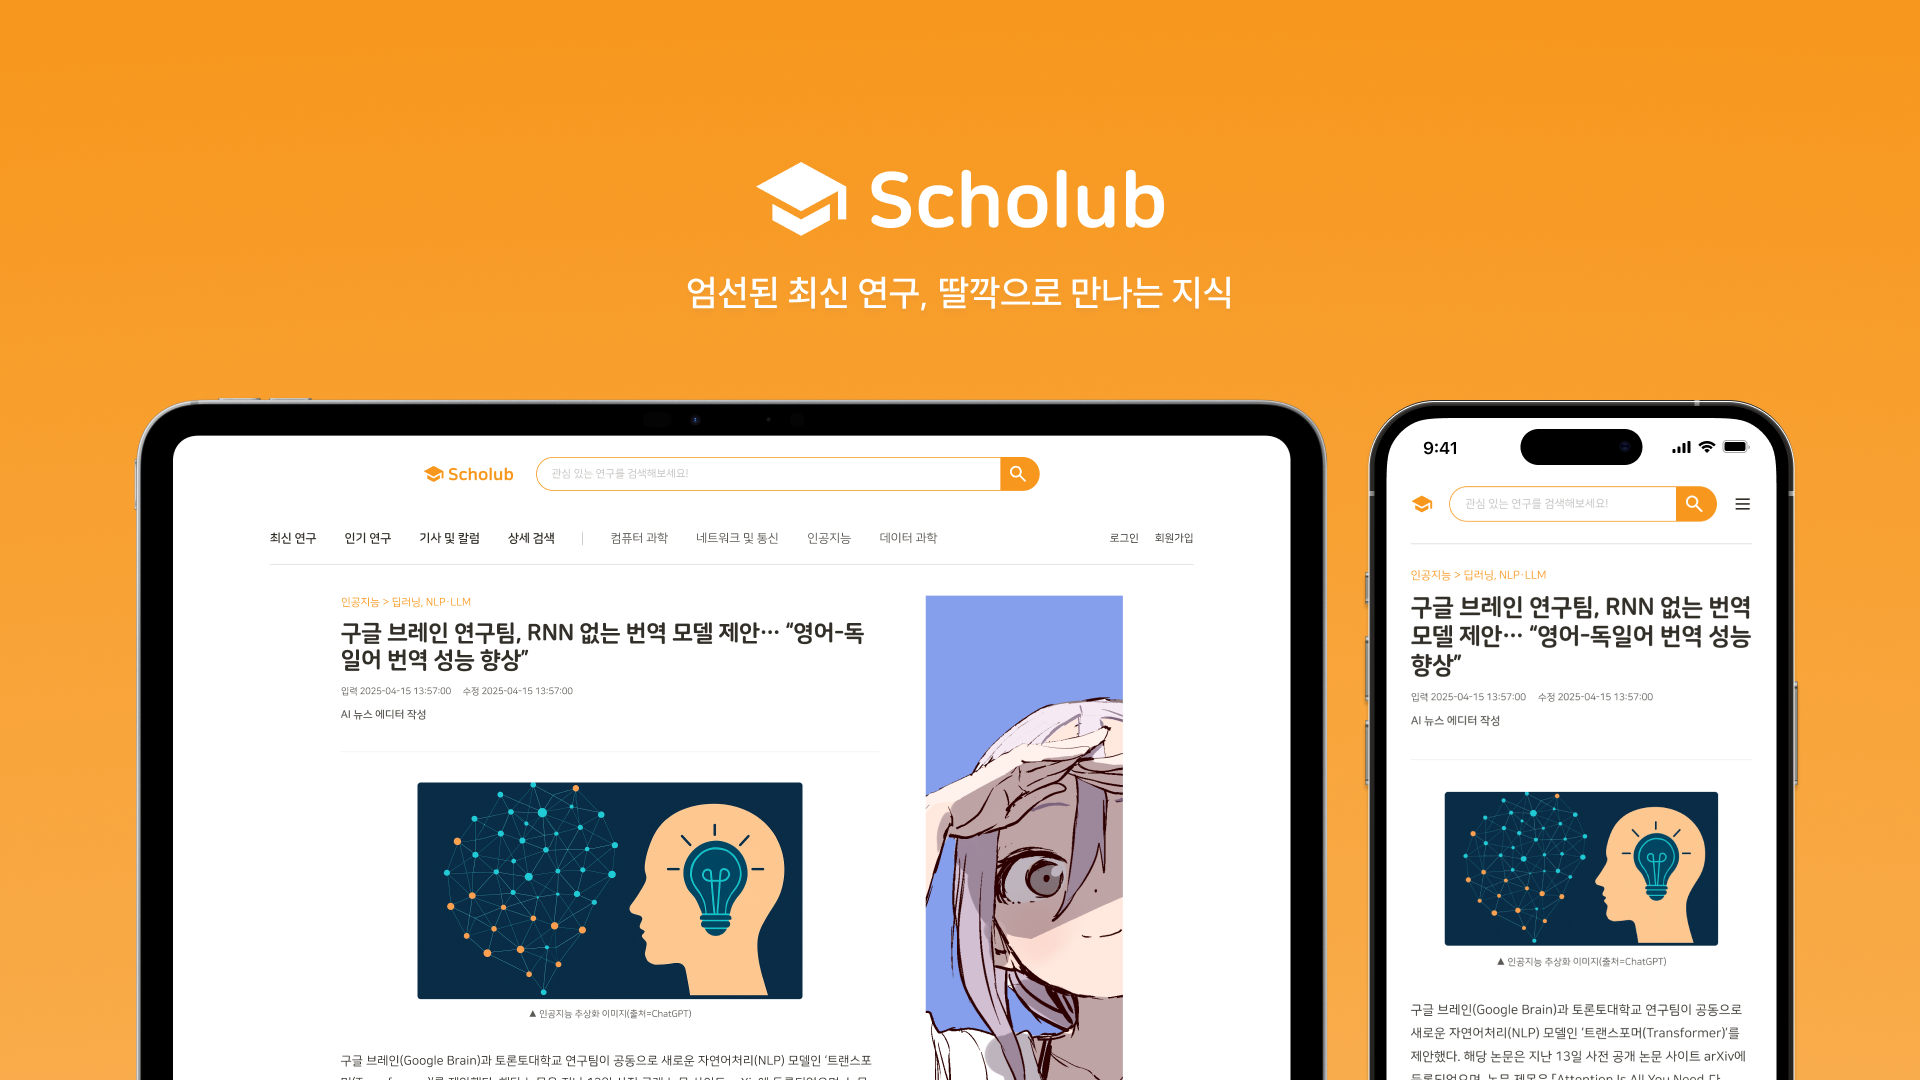 Scholub
엄선된 최신 연구, 딸깍으로 만나는 지식
Scholub
관심 있는 연구를 검색해보세요!
최신 연구 인기 연구 기사 및 칼럼 상세 검색 컴퓨터 과학 네트워크 및 통신 인공지능 데이터 과학 로그인 회원가입
인공지능 > 딥러닝, NLP·LLM
구글 브레인 연구팀, RNN 없는 번역 모델 제안… “영어-독
일어 번역 성능 향상”
입력 2025-04-15 13:57:00 수정 2025-04-15 13:57:00
AI 뉴스 에디터 작성
▲ 인공지능 추상화 이미지(출처=ChatGPT)
구글 브레인(Google Brain)과 토론토대학교 연구팀이 공동으로 새로운 자연어처리(NLP) 모델인 ‘트랜스포
9:41
관심 있는 연구를 검색해보세요!
인공지능 > 딥러닝, NLP·LLM
구글 브레인 연구팀, RNN 없는 번역
모델 제안… “영어-독일어 번역 성능
향상”
입력 2025-04-15 13:57:00 수정 2025-04-15 13:57:00
AI 뉴스 에디터 작성
▲ 인공지능 추상화 이미지(출처=ChatGPT)
구글 브레인(Google Brain)과 토론토대학교 연구팀이 공동으로
새로운 자연어처리(NLP) 모델인 ‘트랜스포머(Transformer)’를
제안했다. 해당 논문은 지난 13일 사전 공개 논문 사이트 arXiv에